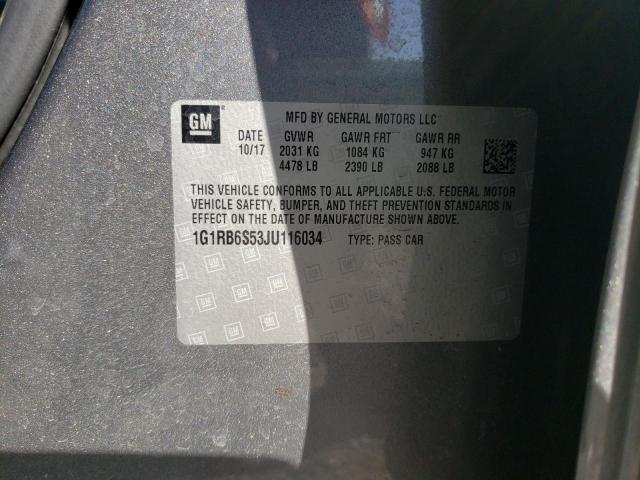 GM ®
MFD BY GENERAL MOTORS LLC
DATE GVWR GAWR FRT GAWR RR
10/17 2031 KG 1084 KG 947 KG
4478 LB 2390 LB 2088 LB
THIS VEHICLE CONFORMS TO ALL APPLICABLE U.S. FEDERAL MOTOR
VEHICLE SAFETY, BUMPER, AND THEFT PREVENTION STANDARDS IN
EFFECT ON THE DATE OF MANUFACTURE SHOWN ABOVE.
1G1RB6S53JU116034 TYPE: PASS CAR